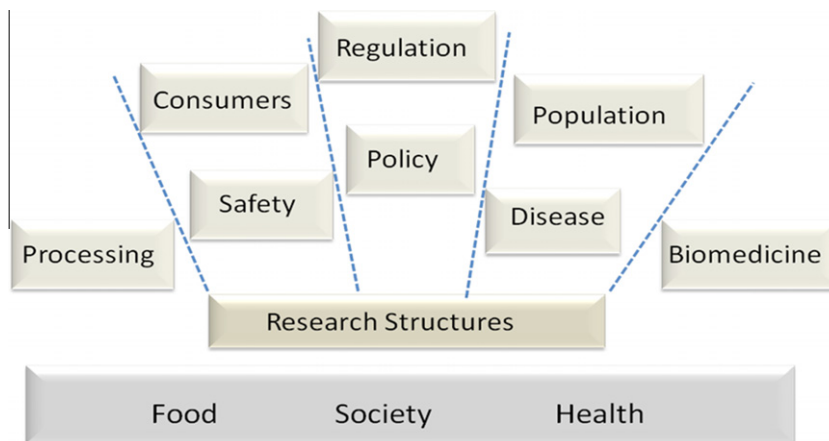 Regulation
Consumers
Population
Policy
Safety
Disease
Processing
Biomedicine
Research Structures
Food Society Health